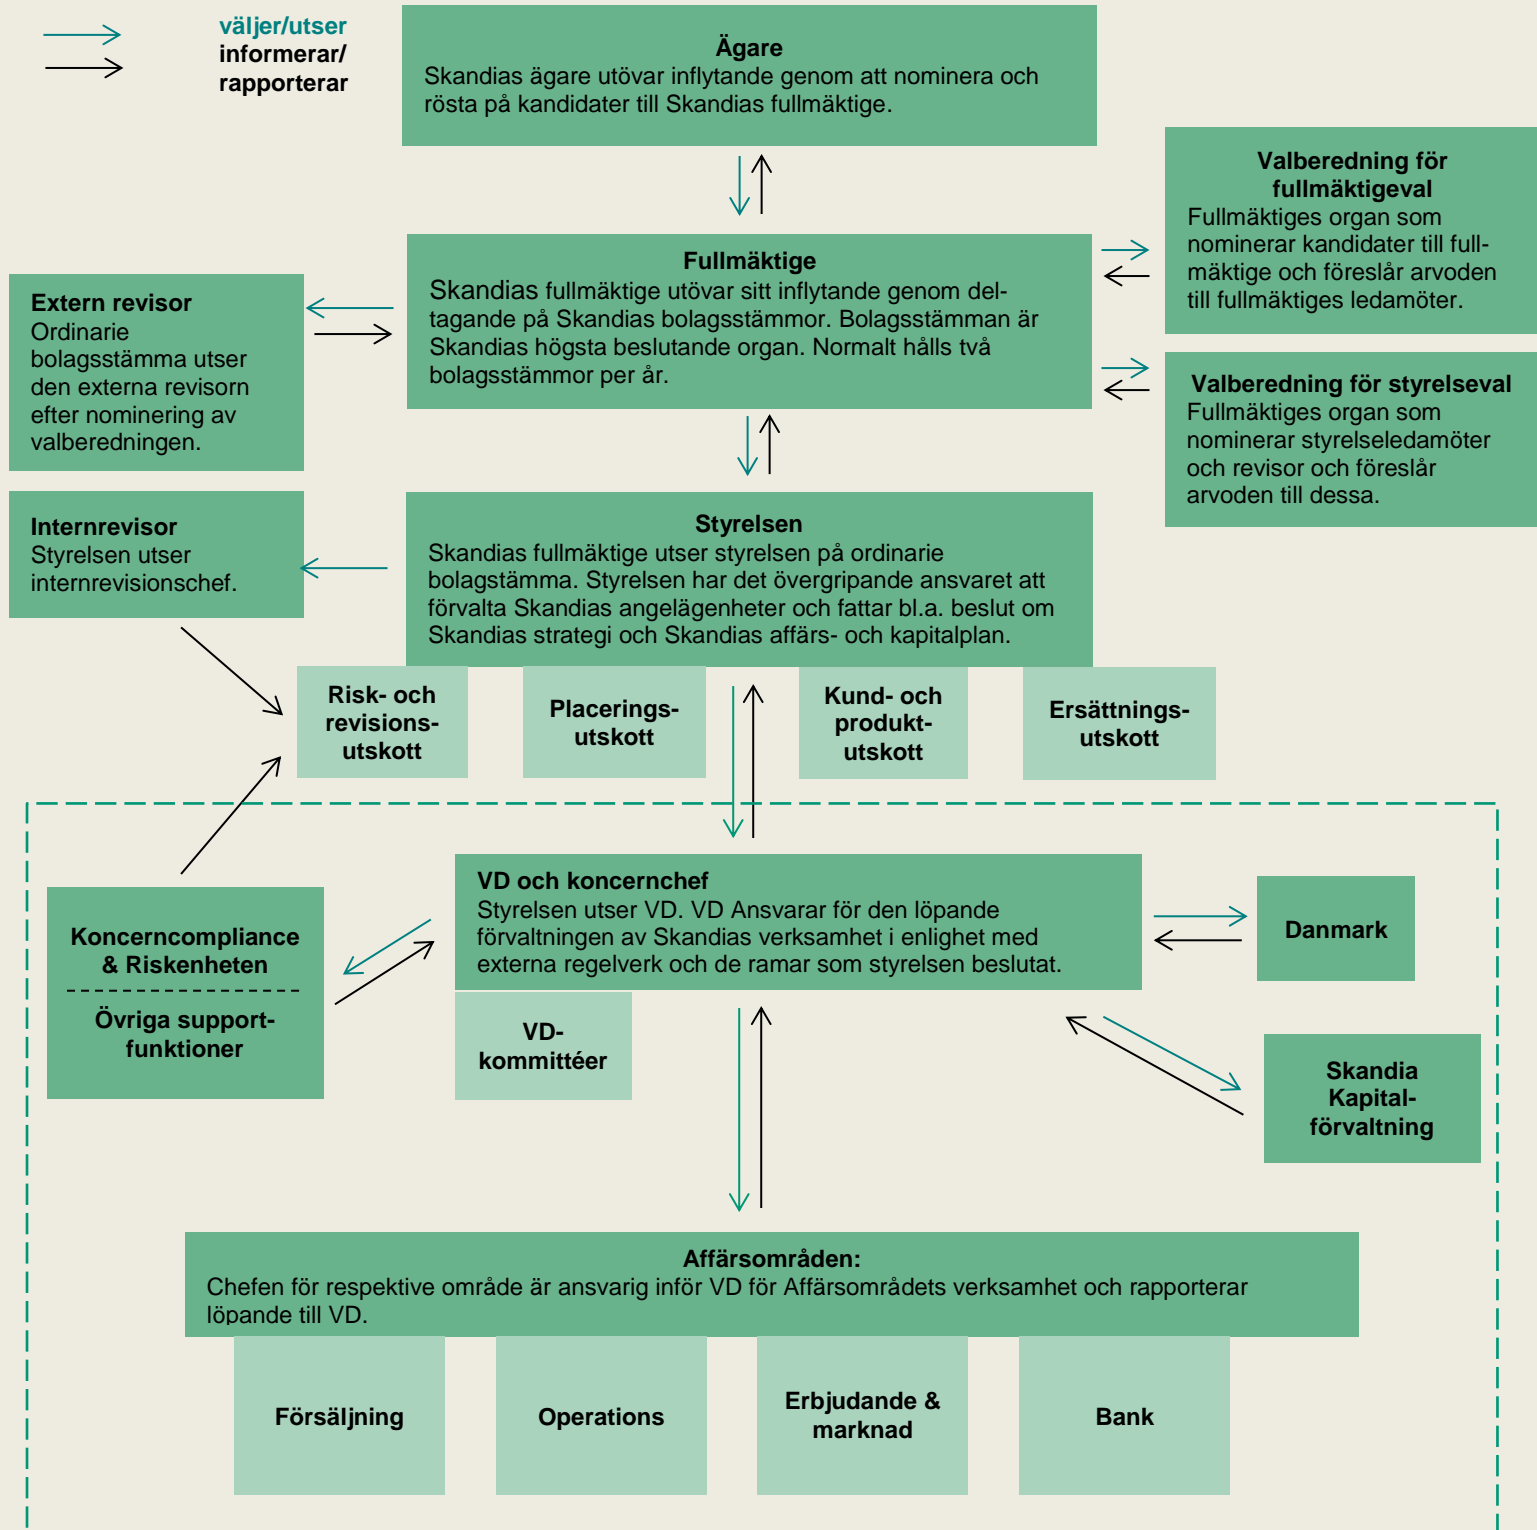 väljer/utser
informerar/
rapporterar
Ägare
Skandias ägare utövar inflytande genom att nominera och
rösta på kandidater till Skandias fullmäktige.
Valberedning för
fullmäktigeval
Fullmäktiges organ som
nominerar kandidater till full-
mäktige och föreslår arvoden
till fullmäktiges ledamöter.
Fullmäktige
Skandias fullmäktige utövar sitt inflytande genom del-
tagande på Skandias bolagsstämmor. Bolagsstämman är
Skandias högsta beslutande organ. Normalt hålls två
bolagsstämmor per år.
Extern revisor
Ordinarie
bolagsstämma utser
den externa revisorn
efter nominering av
valberedningen.
Valberedning för styrelseval
Fullmäktiges organ som
nominerar styrelseledamöter
och revisor och föreslår
arvoden till dessa.
Internrevisor
Styrelsen utser
internrevisionschef.
Styrelsen
Skandias fullmäktige utser styrelsen på ordinarie
bolagstämma. Styrelsen har det övergripande ansvaret att
förvalta Skandias angelägenheter och fattar bl.a. beslut om
Skandias strategi och Skandias affärs- och kapitalplan.
Risk- och
revisions-
utskott
Placerings-
utskott
Kund- och
produkt-
utskott
Ersättnings-
utskott
VD och koncernchef
Styrelsen utser VD. VD Ansvarar för den löpande
förvaltningen av Skandias verksamhet i enlighet med
externa regelverk och de ramar som styrelsen beslutat.
Danmark
Koncerncompliance
& Riskenheten
Övriga support-
funktioner
VD-
kommittéer
Skandia
Kapital-
förvaltning
Affärsområden:
Chefen för respektive område är ansvarig inför VD för Affärsområdets verksamhet och rapporterar
löpande till VD.
Försäljning
Operations
Erbjudande &
marknad
Bank